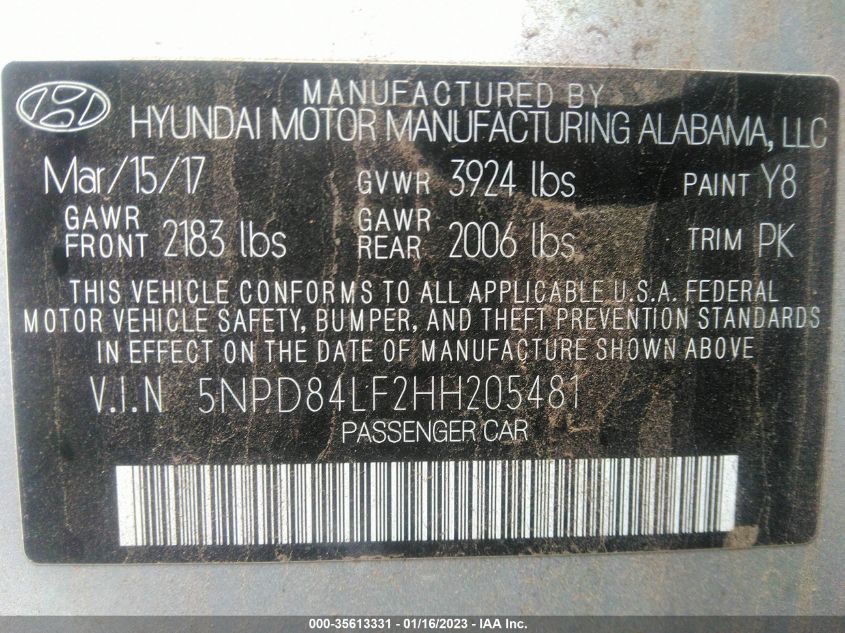 MANUFACTURED BY
HYUNDAI MOTOR MANUFACTURING ALABAMA, LLC
Mar/15/17 GVWR 3924 lbs PAINT Y8
GAWR FRONT 2183 lbs GAWR REAR 2006 lbs TRIM PK
THIS VEHICLE CONFORMS TO ALL APPLICABLE U.S.A. FEDERAL
MOTOR VEHICLE SAFETY, BUMPER, AND THEFT PREVENTION STANDARDS
IN EFFECT ON THE DATE OF MANUFACTURE SHOWN ABOVE
V.I.N 5NPD84LF2HH205481
PASSENGER CAR
000-35613331 - 01/16/2023 - IAA Inc.